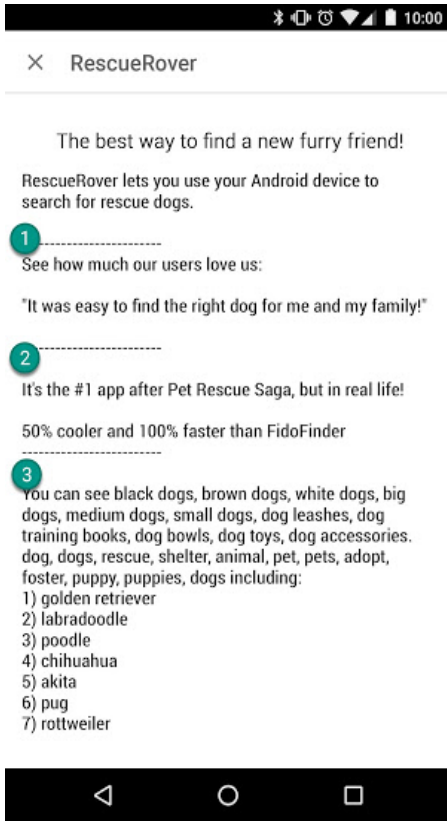 10:00
RescueRover
The best way to find a new furry friend!
RescueRover lets you use your Android device to
search for rescue dogs.
1
-------------------------
See how much our users love us:
"It was easy to find the right dog for me and my family!"
-------------------------
2
It's the #1 app after Pet Rescue Saga, but in real life!
50% cooler and 100% faster than FidoFinder
-------------------------
3
You can see black dogs, brown dogs, white dogs, big
dogs, medium dogs, small dogs, dog leashes, dog
training books, dog bowls, dog toys, dog accessories.
dog, dogs, rescue, shelter, animal, pet, pets, adopt,
foster, puppy, puppies, dogs including:
1) golden retriever
2) labradoodle
3) poodle
4) chihuahua
5) akita
6) pug
7) rottweiler